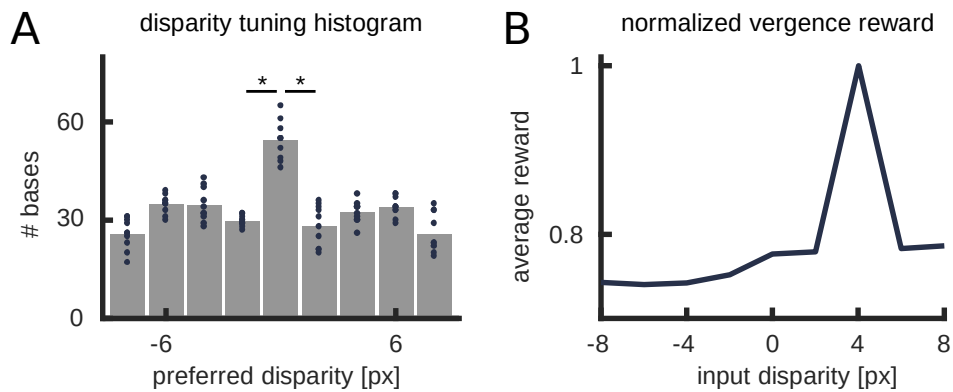 A
disparity tuning histogram
* *
60
30
0
-6
6
# bases
preferred disparity [px]
B
normalized vergence reward
1
0.8
-8
-4
0
4
8
average reward
input disparity [px]